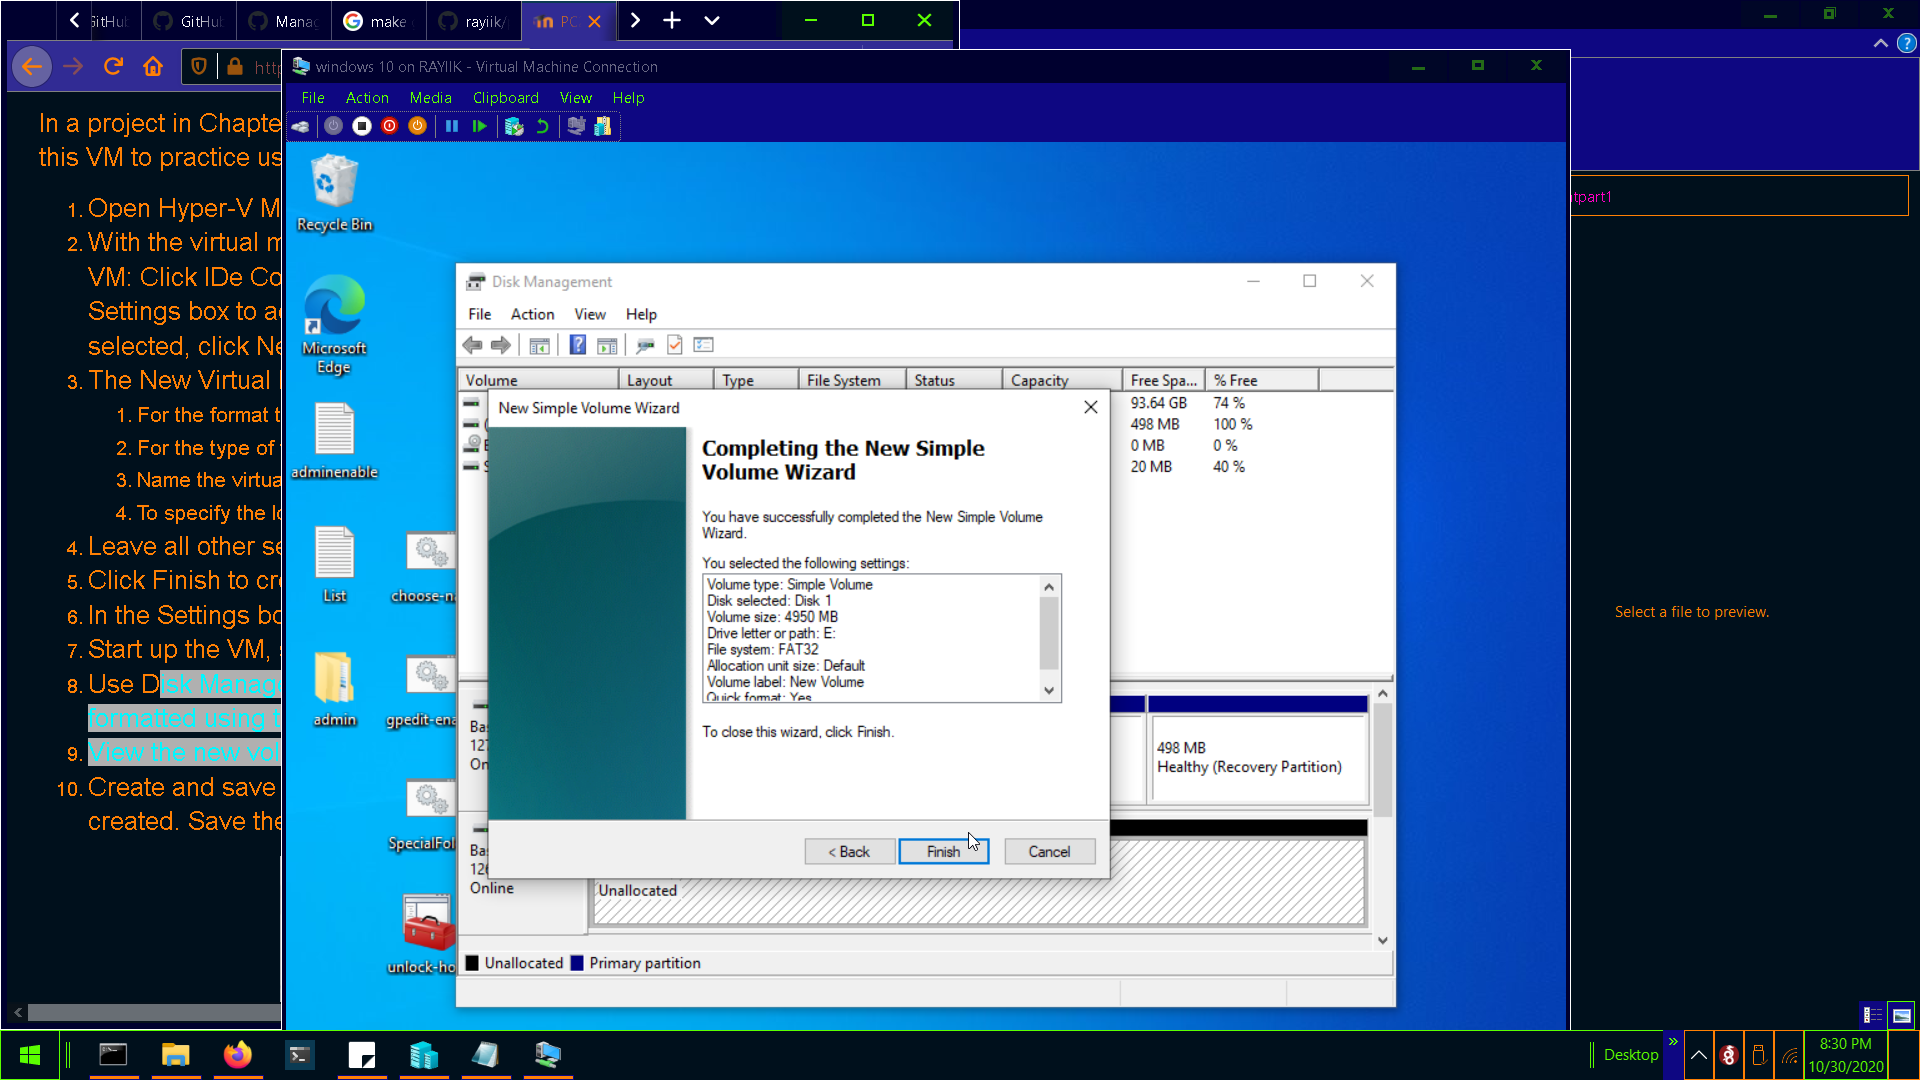 GitHub
GitHub
Manag
make
rayiik/
PC
http
In a project in Chapte
this VM to practice us
1. Open Hyper-V M
2. With the virtual m
VM: Click IDe Co
Settings box to a
selected, click Ne
3. The New Virtual
1. For the format t
2. For the type of
3. Name the virtua
4. To specify the lo
4. Leave all other se
5. Click Finish to cre
6. In the Settings bo
7. Start up the VM,
8. Use Disk Manage
formatted using t
9. View the new vol
10. Create and save
created. Save the
windows 10 on RAYIIK - Virtual Machine Connection
File Action Media Clipboard View Help
Recycle Bin
Microsoft
Edge
adminenable
List
choose-n
admin
gpedit-ena
SpecialFol
unlock-ho
Disk Management
File Action View Help
Volume Layout Type File System Status Capacity Free Spa... % Free
93.64 GB 74 %
498 MB 100 %
0 MB 0 %
20 MB 40 %
New Simple Volume Wizard
Completing the New Simple
Volume Wizard
You have successfully completed the New Simple Volume
Wizard.
You selected the following settings:
Volume type: Simple Volume
Disk selected: Disk 1
Volume size: 4950 MB
Drive letter or path: E:
File system: FAT32
Allocation unit size: Default
Volume label: New Volume
Quick format: Yes
To close this wizard, click Finish.
< Back Finish Cancel
Bas
127
On
498 MB
Healthy (Recovery Partition)
Bas
126
Online
Unallocated
Unallocated Primary partition
tpart1
Select a file to preview.
Desktop
8:30 PM
10/30/2020